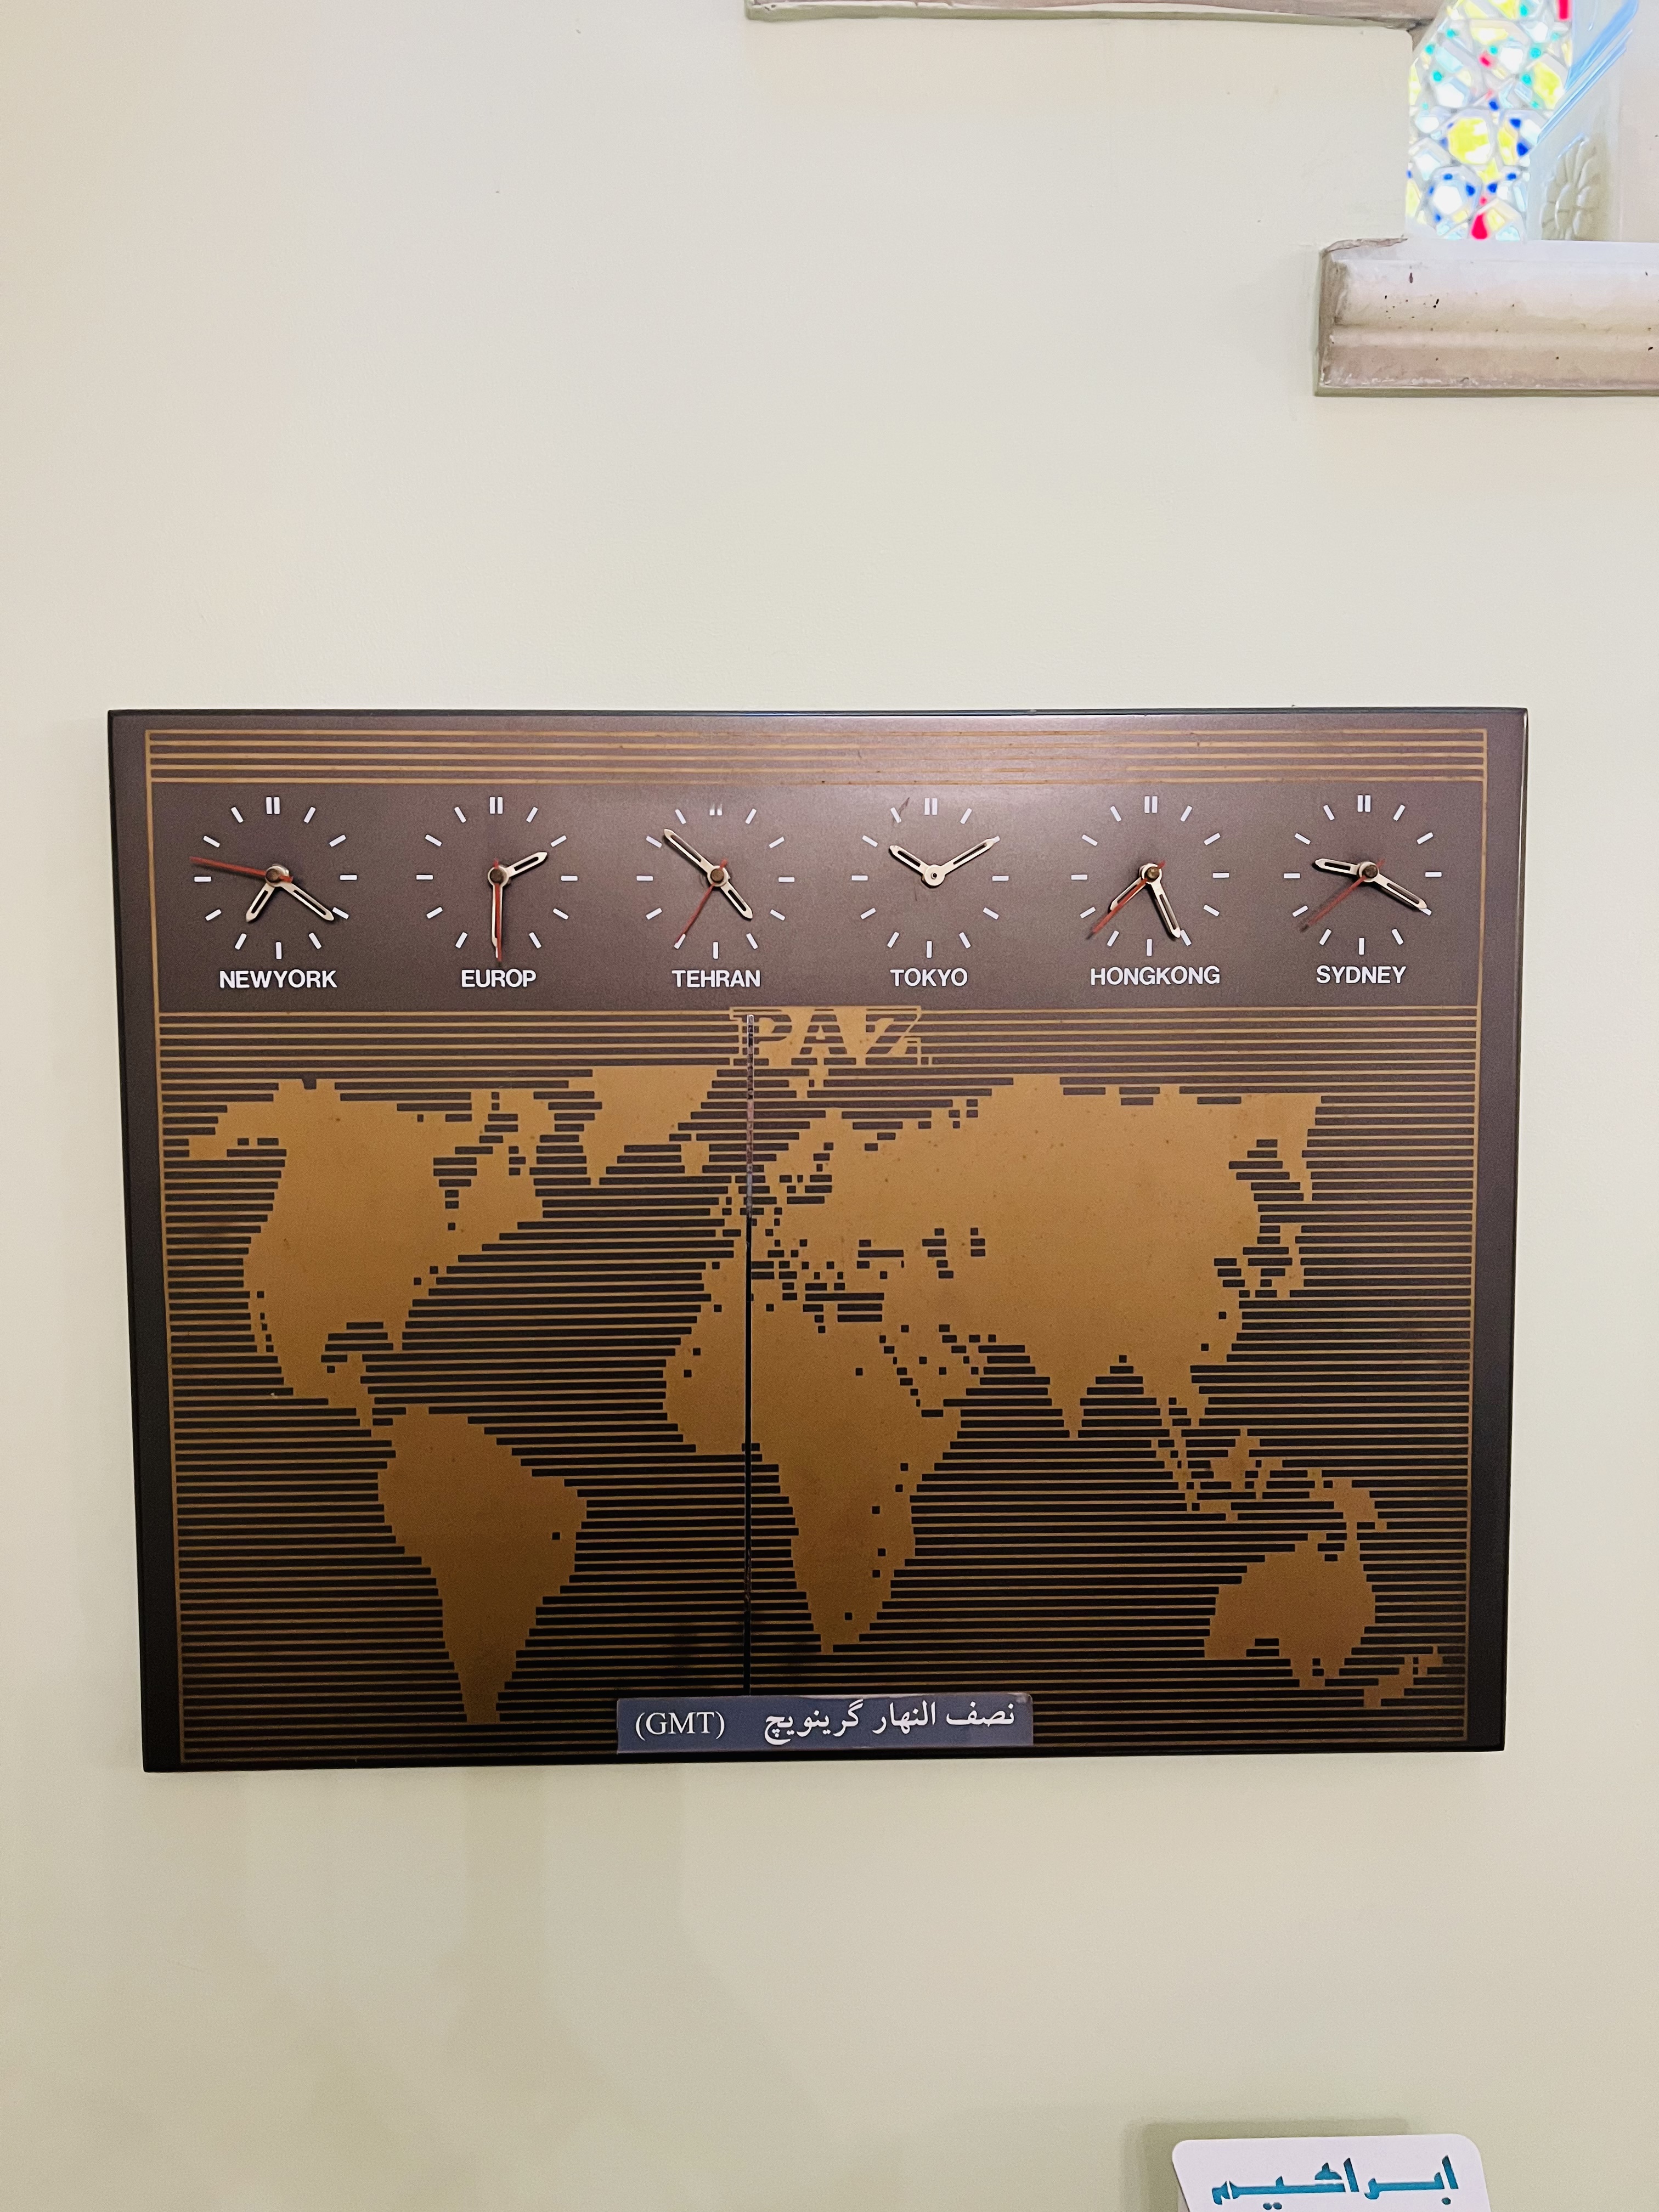 NEWYORK
EUROP
TEHRAN
TOKYO
HONGKONG
SYDNEY
PAZ
نصف النهار گرینویچ (GMT)
ابراهیم